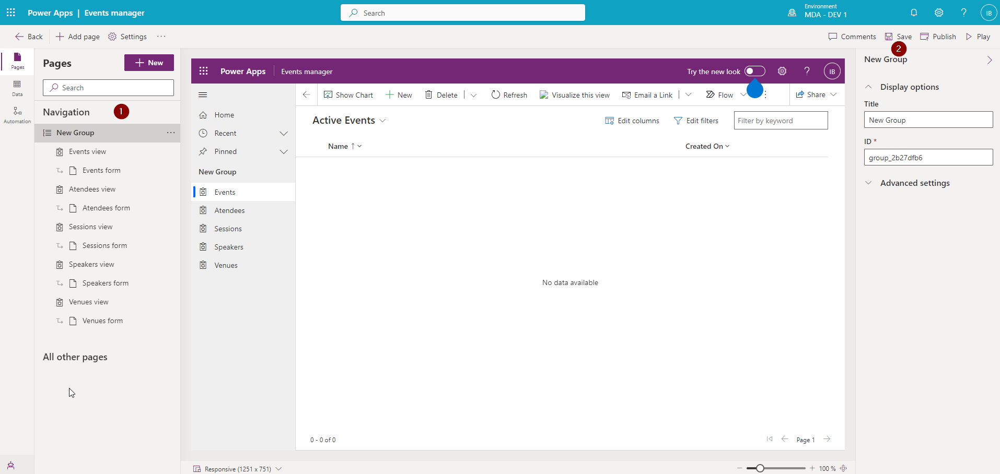 Power Apps | Events manager
Search
Environment
MDA - DEV 1
IB
Back
Add page
Settings
...
Comments
Save
Publish
Play
2
Pages
Data
Automation
Pages
New
Search
Navigation
1
New Group
...
Events view
Events form
Atendees view
Atendees form
Sessions view
Sessions form
Speakers view
Speakers form
Venues view
Venues form
All other pages
Power Apps
Events manager
Try the new look
?
IB
Home
Recent
Pinned
New Group
Events
Atendees
Sessions
Speakers
Venues
Show Chart
New
Delete
Refresh
Visualize this view
Email a Link
Flow
Share
Active Events
Edit columns
Edit filters
Filter by keyword
Name
Created On
No data available
0 - 0 of 0
Page 1
Responsive (1251 x 751)
100 %
New Group
Display options
Title
New Group
ID *
group_2b27dfb6
Advanced settings